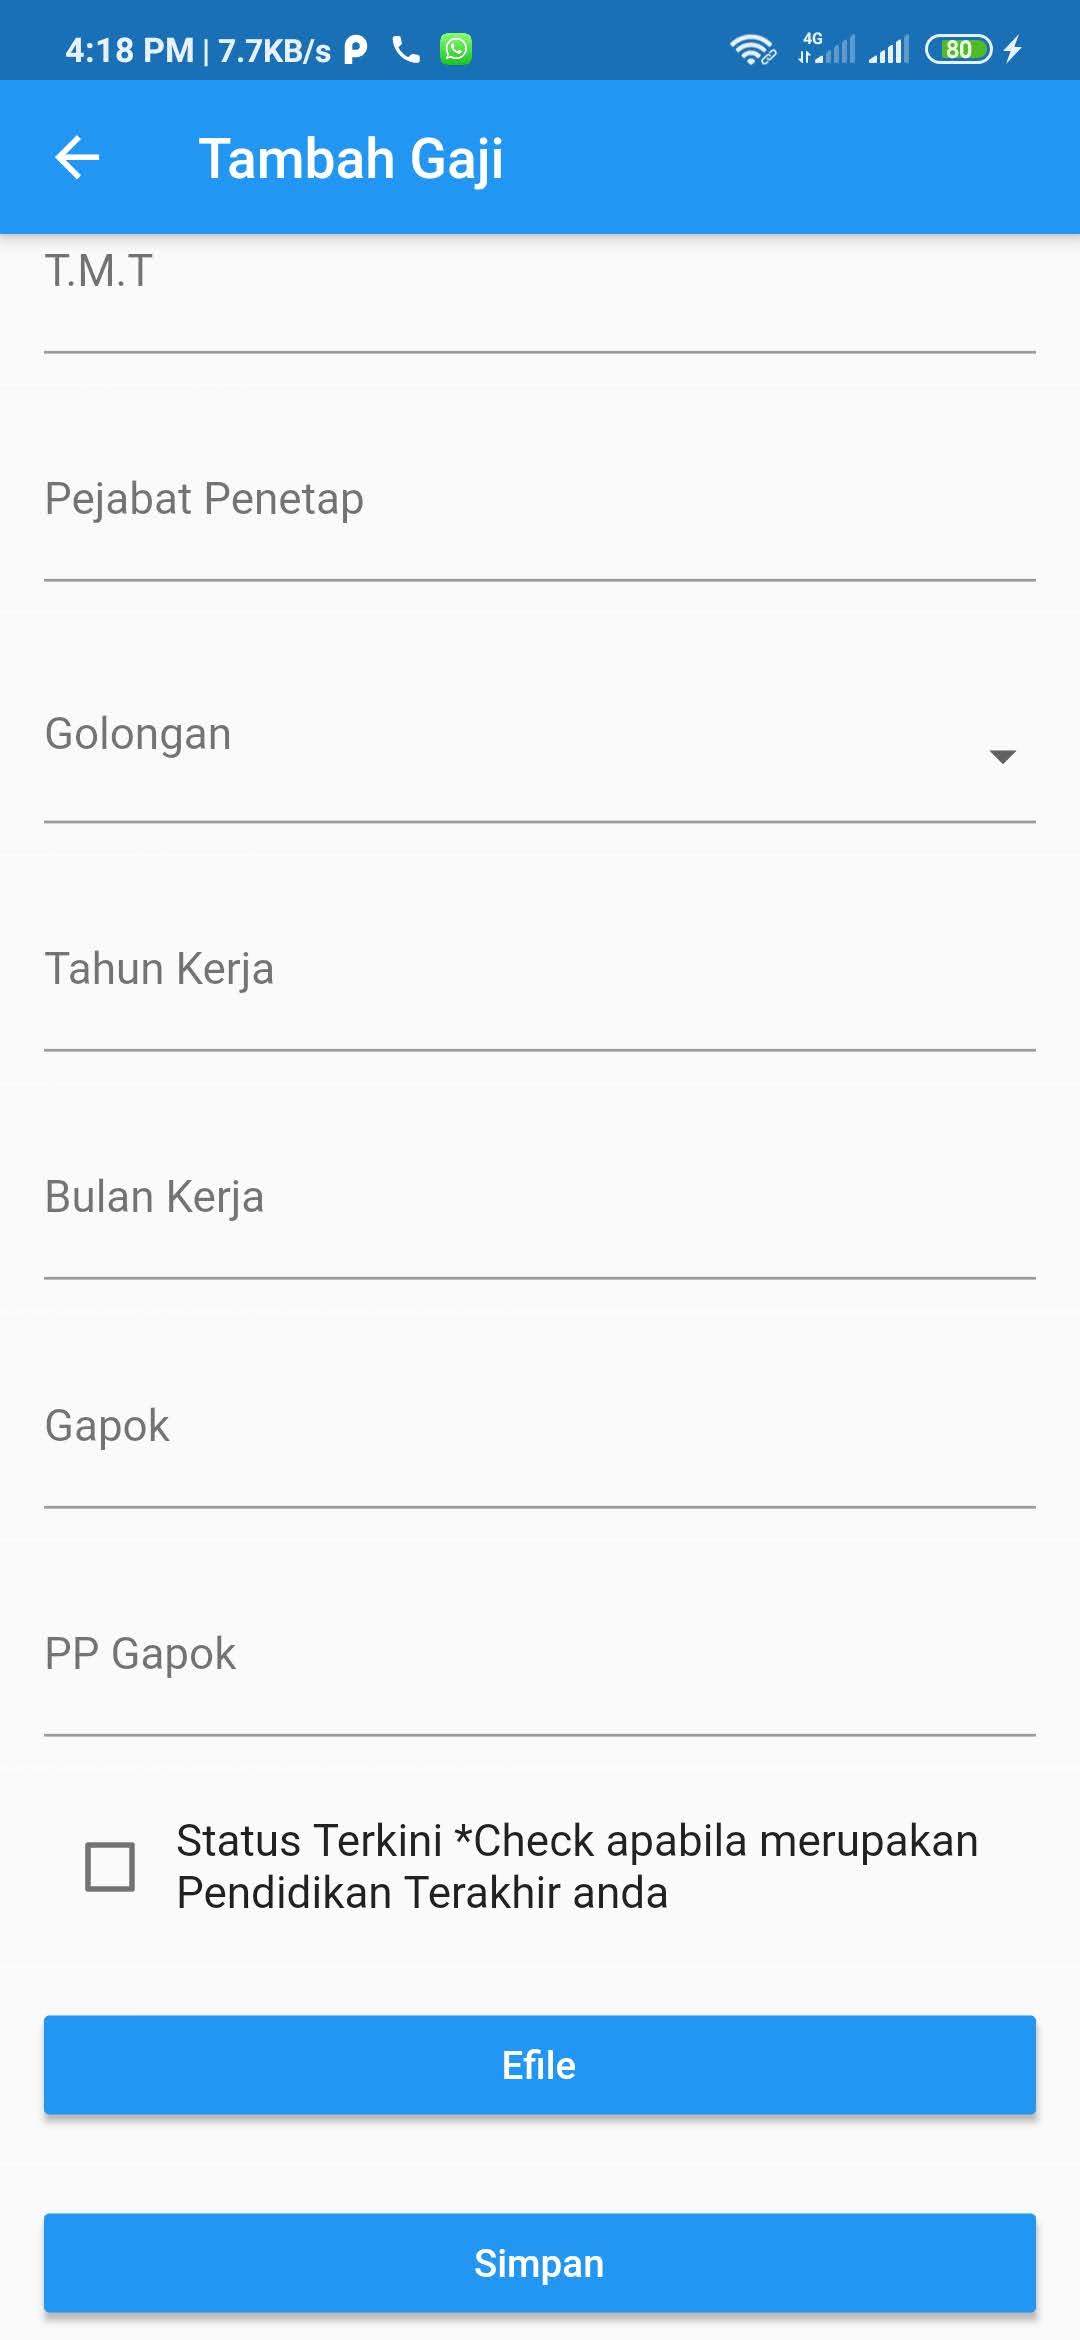 4:18 PM | 7.7KB/s
4G
80
Tambah Gaji
T.M.T
Pejabat Penetap
Golongan
Tahun Kerja
Bulan Kerja
Gapok
PP Gapok
Status Terkini *Check apabila merupakan
Pendidikan Terakhir anda
Efile
Simpan